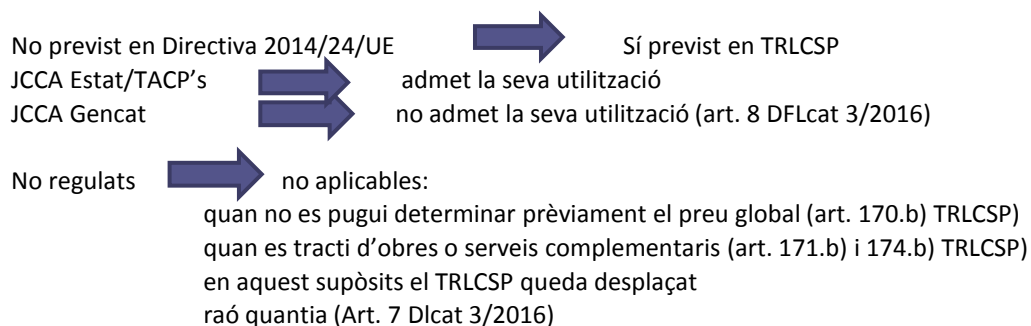 No previst en Directiva 2014/24/UE Sí previst en TRLCSP
JCCA Estat/TACP’s admet la seva utilització
JCCA Gencat no admet la seva utilització (art. 8 DFLcat 3/2016)
No regulats no aplicables:
quan no es pugui determinar prèviament el preu global (art. 170.b) TRLCSP)
quan es tracti d’obres o serveis complementaris (art. 171.b) i 174.b) TRLCSP)
en aquest supòsits el TRLCSP queda desplaçat
raó quantia (Art. 7 Dlcat 3/2016)